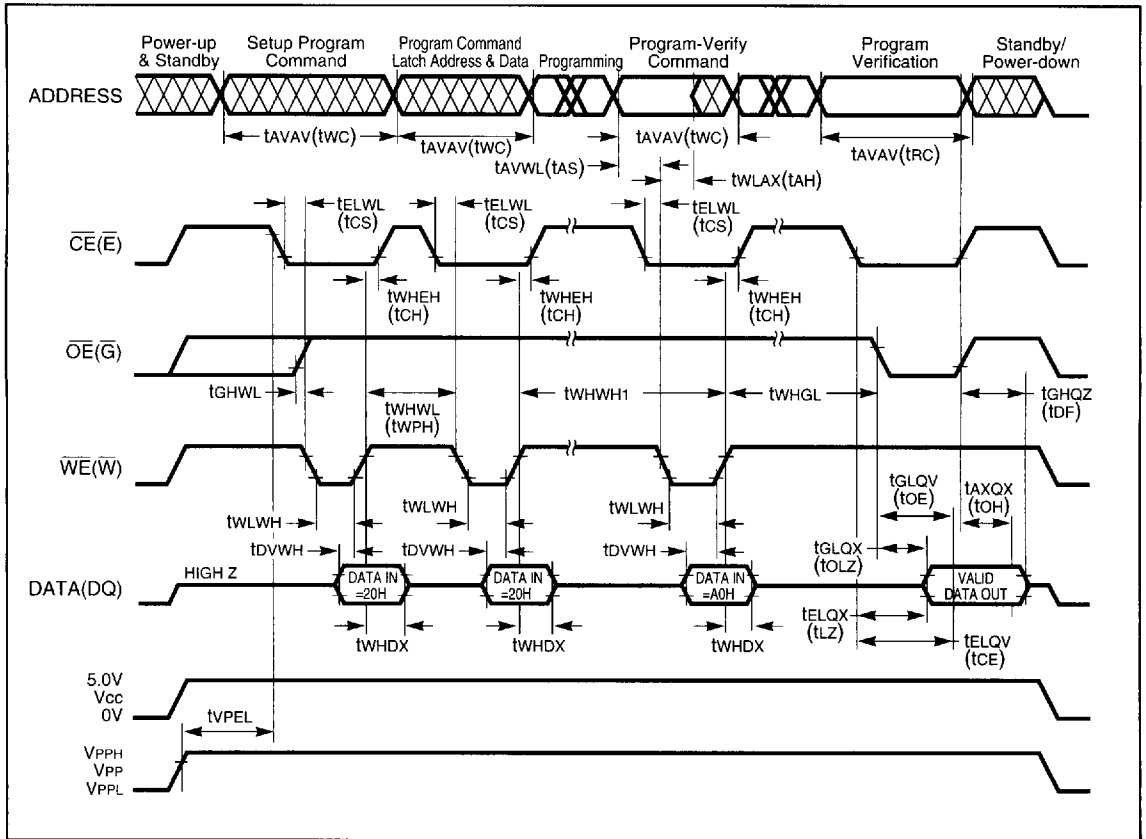 Power-up
& Standby
Setup Program
Command
Program Command
Latch Address & Data
Programming
Program-Verify
Command
Program
Verification
Standby/
Power-down
ADDRESS
tAVAV(tWC)
tAVAV(tWC)
tAVAV(tWC)
tAVAV(tRC)
tAVWL(tAS)
tWLAX(tAH)
tELWL
(tCS)
tELWL
(tCS)
tELWL
(tCS)
CE(E)
tWHEH
(tCH)
tWHEH
(tCH)
tWHEH
(tCH)
OE(G)
tGHWL
tWHWL
(tWPH)
tWHWH1
tWHGL
tGHQZ
(tDF)
WE(W)
tWLWH
tWLWH
tWLWH
tGLQV
(tOE)
tAXQX
(tOH)
tDVWH
tDVWH
tDVWH
tGLQX
(tOLZ)
DATA(DQ)
HIGH Z
DATA IN
=20H
DATA IN
=20H
DATA IN
=A0H
VALID
DATA OUT
tWHDX
tWHDX
tWHDX
tELQX
(tLZ)
tELQV
(tCE)
5.0V
Vcc
0V
tVPEL
VPPH
VPP
VPPL